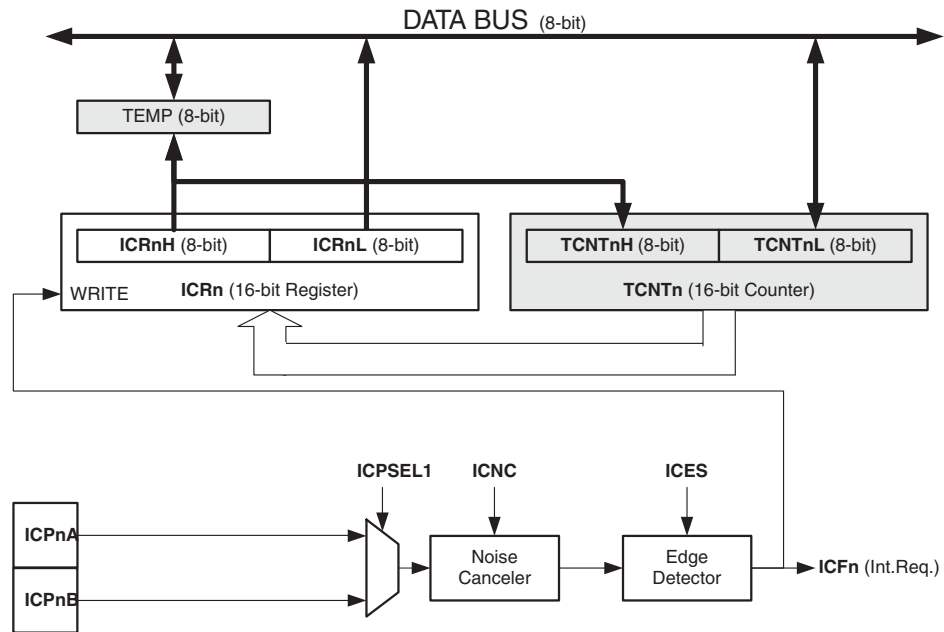 DATA BUS (8-bit)
TEMP (8-bit)
ICRnH (8-bit)
ICRnL (8-bit)
TCNTnH (8-bit)
TCNTnL (8-bit)
WRITE
ICRn (16-bit Register)
TCNTn (16-bit Counter)
ICPSEL1
ICNC
ICES
ICPnA
Noise
Canceler
Edge
Detector
ICFn (Int.Req.)
ICPnB